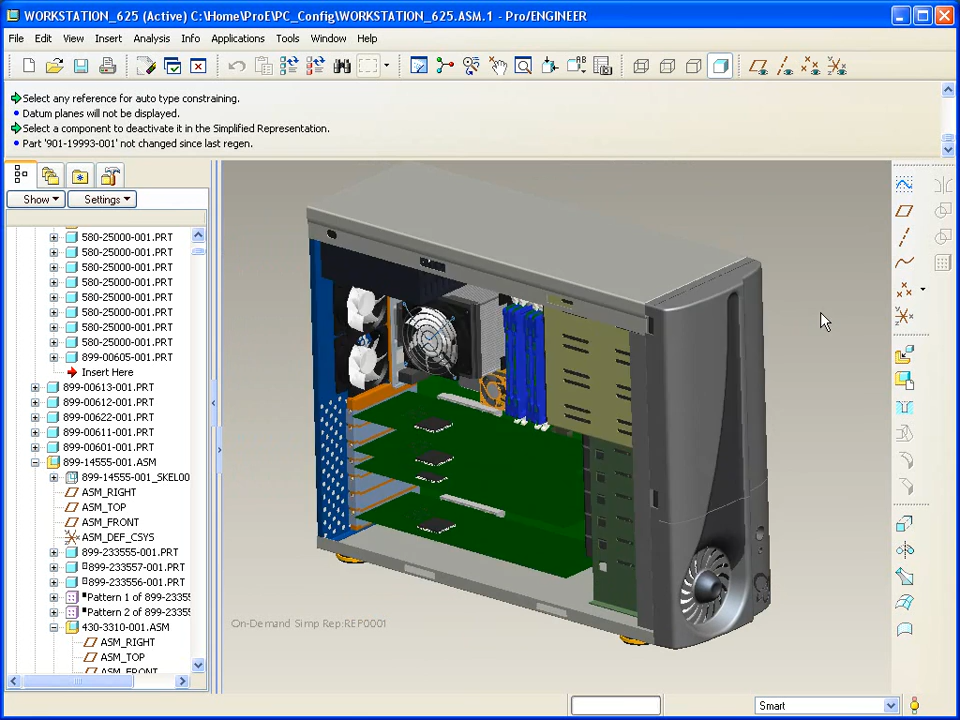 WORKSTATION_625 (Active) C:\Home\ProE\PC_Config\WORKSTATION_625.ASM.1 - Pro/ENGINEER
File Edit View Insert Analysis Info Applications Tools Window Help
Select any reference for auto type constraining.
Datum planes will not be displayed.
Select a component to deactivate it in the Simplified Representation.
Part '901-19993-001' not changed since last regen.
Show Settings
580-25000-001.PRT
580-25000-001.PRT
580-25000-001.PRT
580-25000-001.PRT
580-25000-001.PRT
580-25000-001.PRT
580-25000-001.PRT
580-25000-001.PRT
899-00605-001.PRT
Insert Here
899-00613-001.PRT
899-00612-001.PRT
899-00622-001.PRT
899-00611-001.PRT
899-00601-001.PRT
899-14555-001.ASM
899-14555-001_SKEL00
ASM_RIGHT
ASM_TOP
ASM_FRONT
ASM_DEF_CSYS
899-233555-001.PRT
899-233557-001.PRT
899-233556-001.PRT
Pattern 1 of 899-2335
Pattern 2 of 899-2335
430-3310-001.ASM
ASM_RIGHT
ASM_TOP
ASM_FRONT
On-Demand Simp Rep:REP0001
Smart